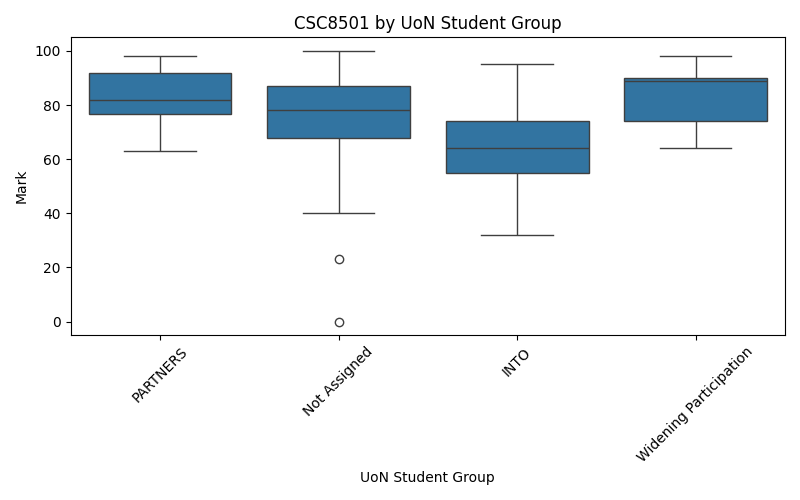 CSC8501 by UoN Student Group
Mark
100
80
60
40
20
0
PARTNERS
Not Assigned
INTO
Widening Participation
UoN Student Group